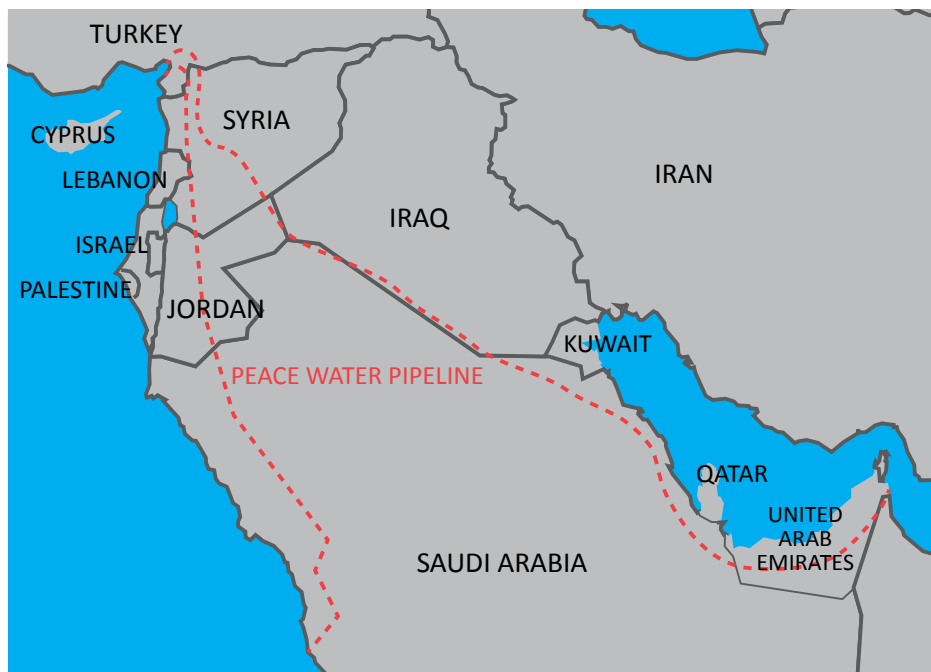 TURKEY
CYPRUS
SYRIA
LEBANON
IRAN
IRAQ
ISRAEL
PALESTINE
JORDAN
KUWAIT
PEACE WATER PIPELINE
QATAR
UNITED
ARAB
EMIRATES
SAUDI ARABIA